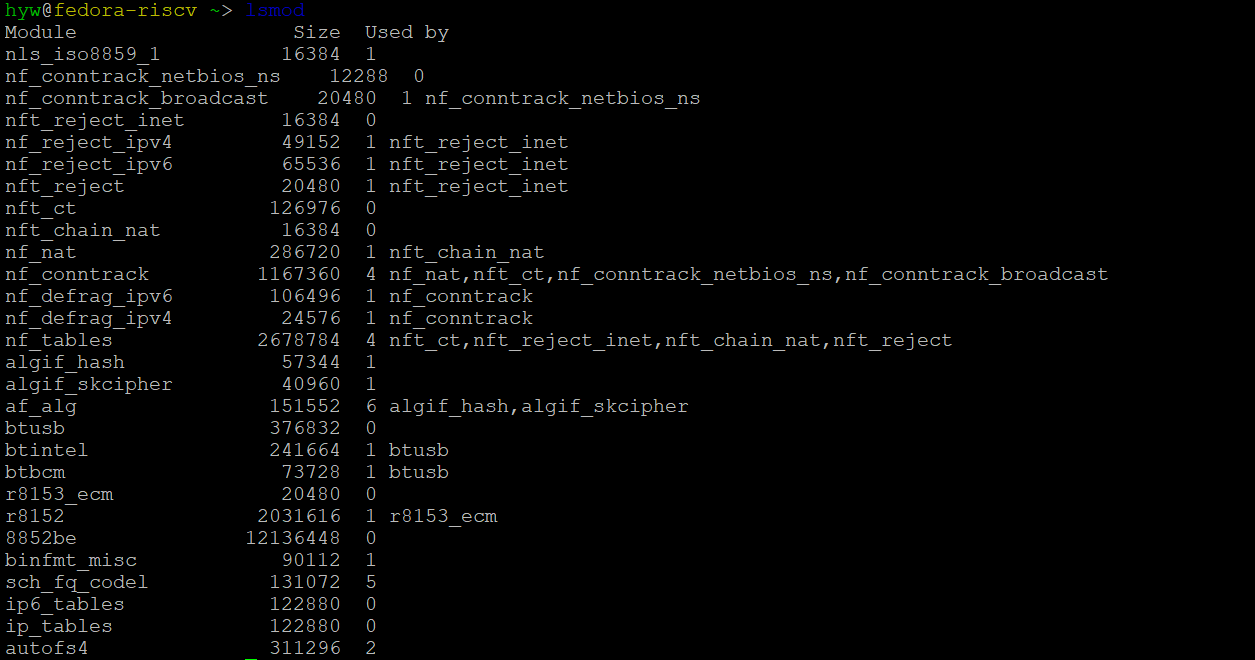 hyw@fedora-riscv ~> lsmod
Module                  Size  Used by
nls_iso8859_1          16384  1
nf_conntrack_netbios_ns    12288  0
nf_conntrack_broadcast    20480  1 nf_conntrack_netbios_ns
nft_reject_inet        16384  0
nf_reject_ipv4         49152  1 nft_reject_inet
nf_reject_ipv6         65536  1 nft_reject_inet
nft_reject             20480  1 nft_reject_inet
nft_ct                126976  0
nft_chain_nat          16384  0
nf_nat                286720  1 nft_chain_nat
nf_conntrack         1167360  4 nf_nat,nft_ct,nf_conntrack_netbios_ns,nf_conntrack_broadcast
nf_defrag_ipv6        106496  1 nf_conntrack
nf_defrag_ipv4         24576  1 nf_conntrack
nf_tables            2678784  4 nft_ct,nft_reject_inet,nft_chain_nat,nft_reject
algif_hash             57344  1
algif_skcipher         40960  1
af_alg                151552  6 algif_hash,algif_skcipher
btusb                 376832  0
btintel               241664  1 btusb
btbcm                  73728  1 btusb
r8153_ecm              20480  0
r8152                2031616  1 r8153_ecm
8852be              12136448  0
binfmt_misc            90112  1
sch_fq_codel          131072  5
ip6_tables            122880  0
ip_tables             122880  0
autofs4               311296  2